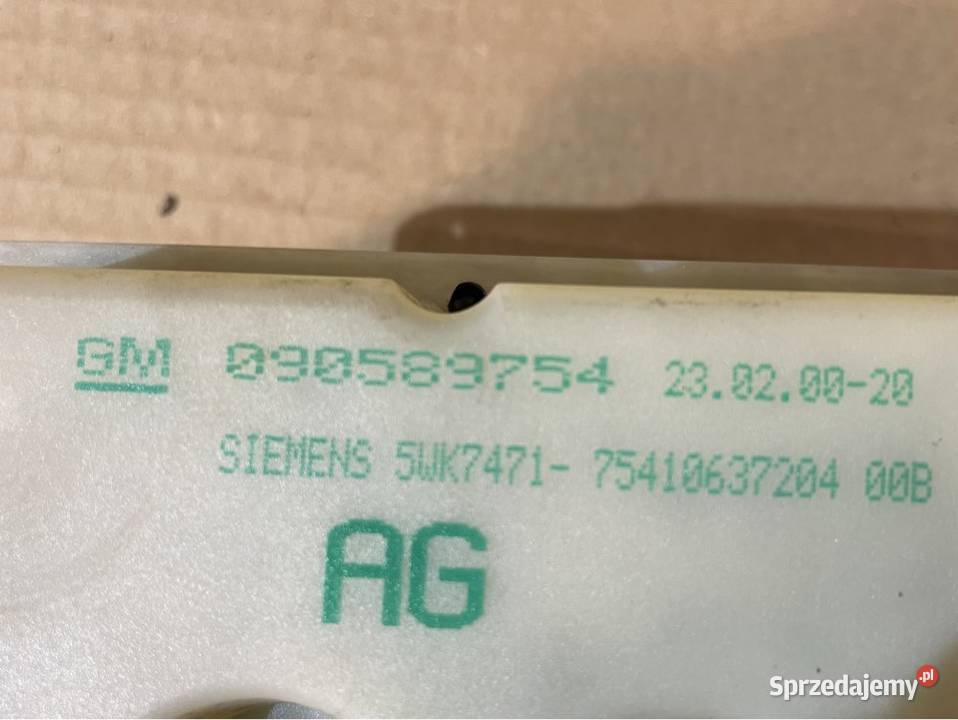 GM 090589754 23.02.00-20
SIEMENS 5WK7471- 75410637204 00B
AG
Sprzedajemy.pl